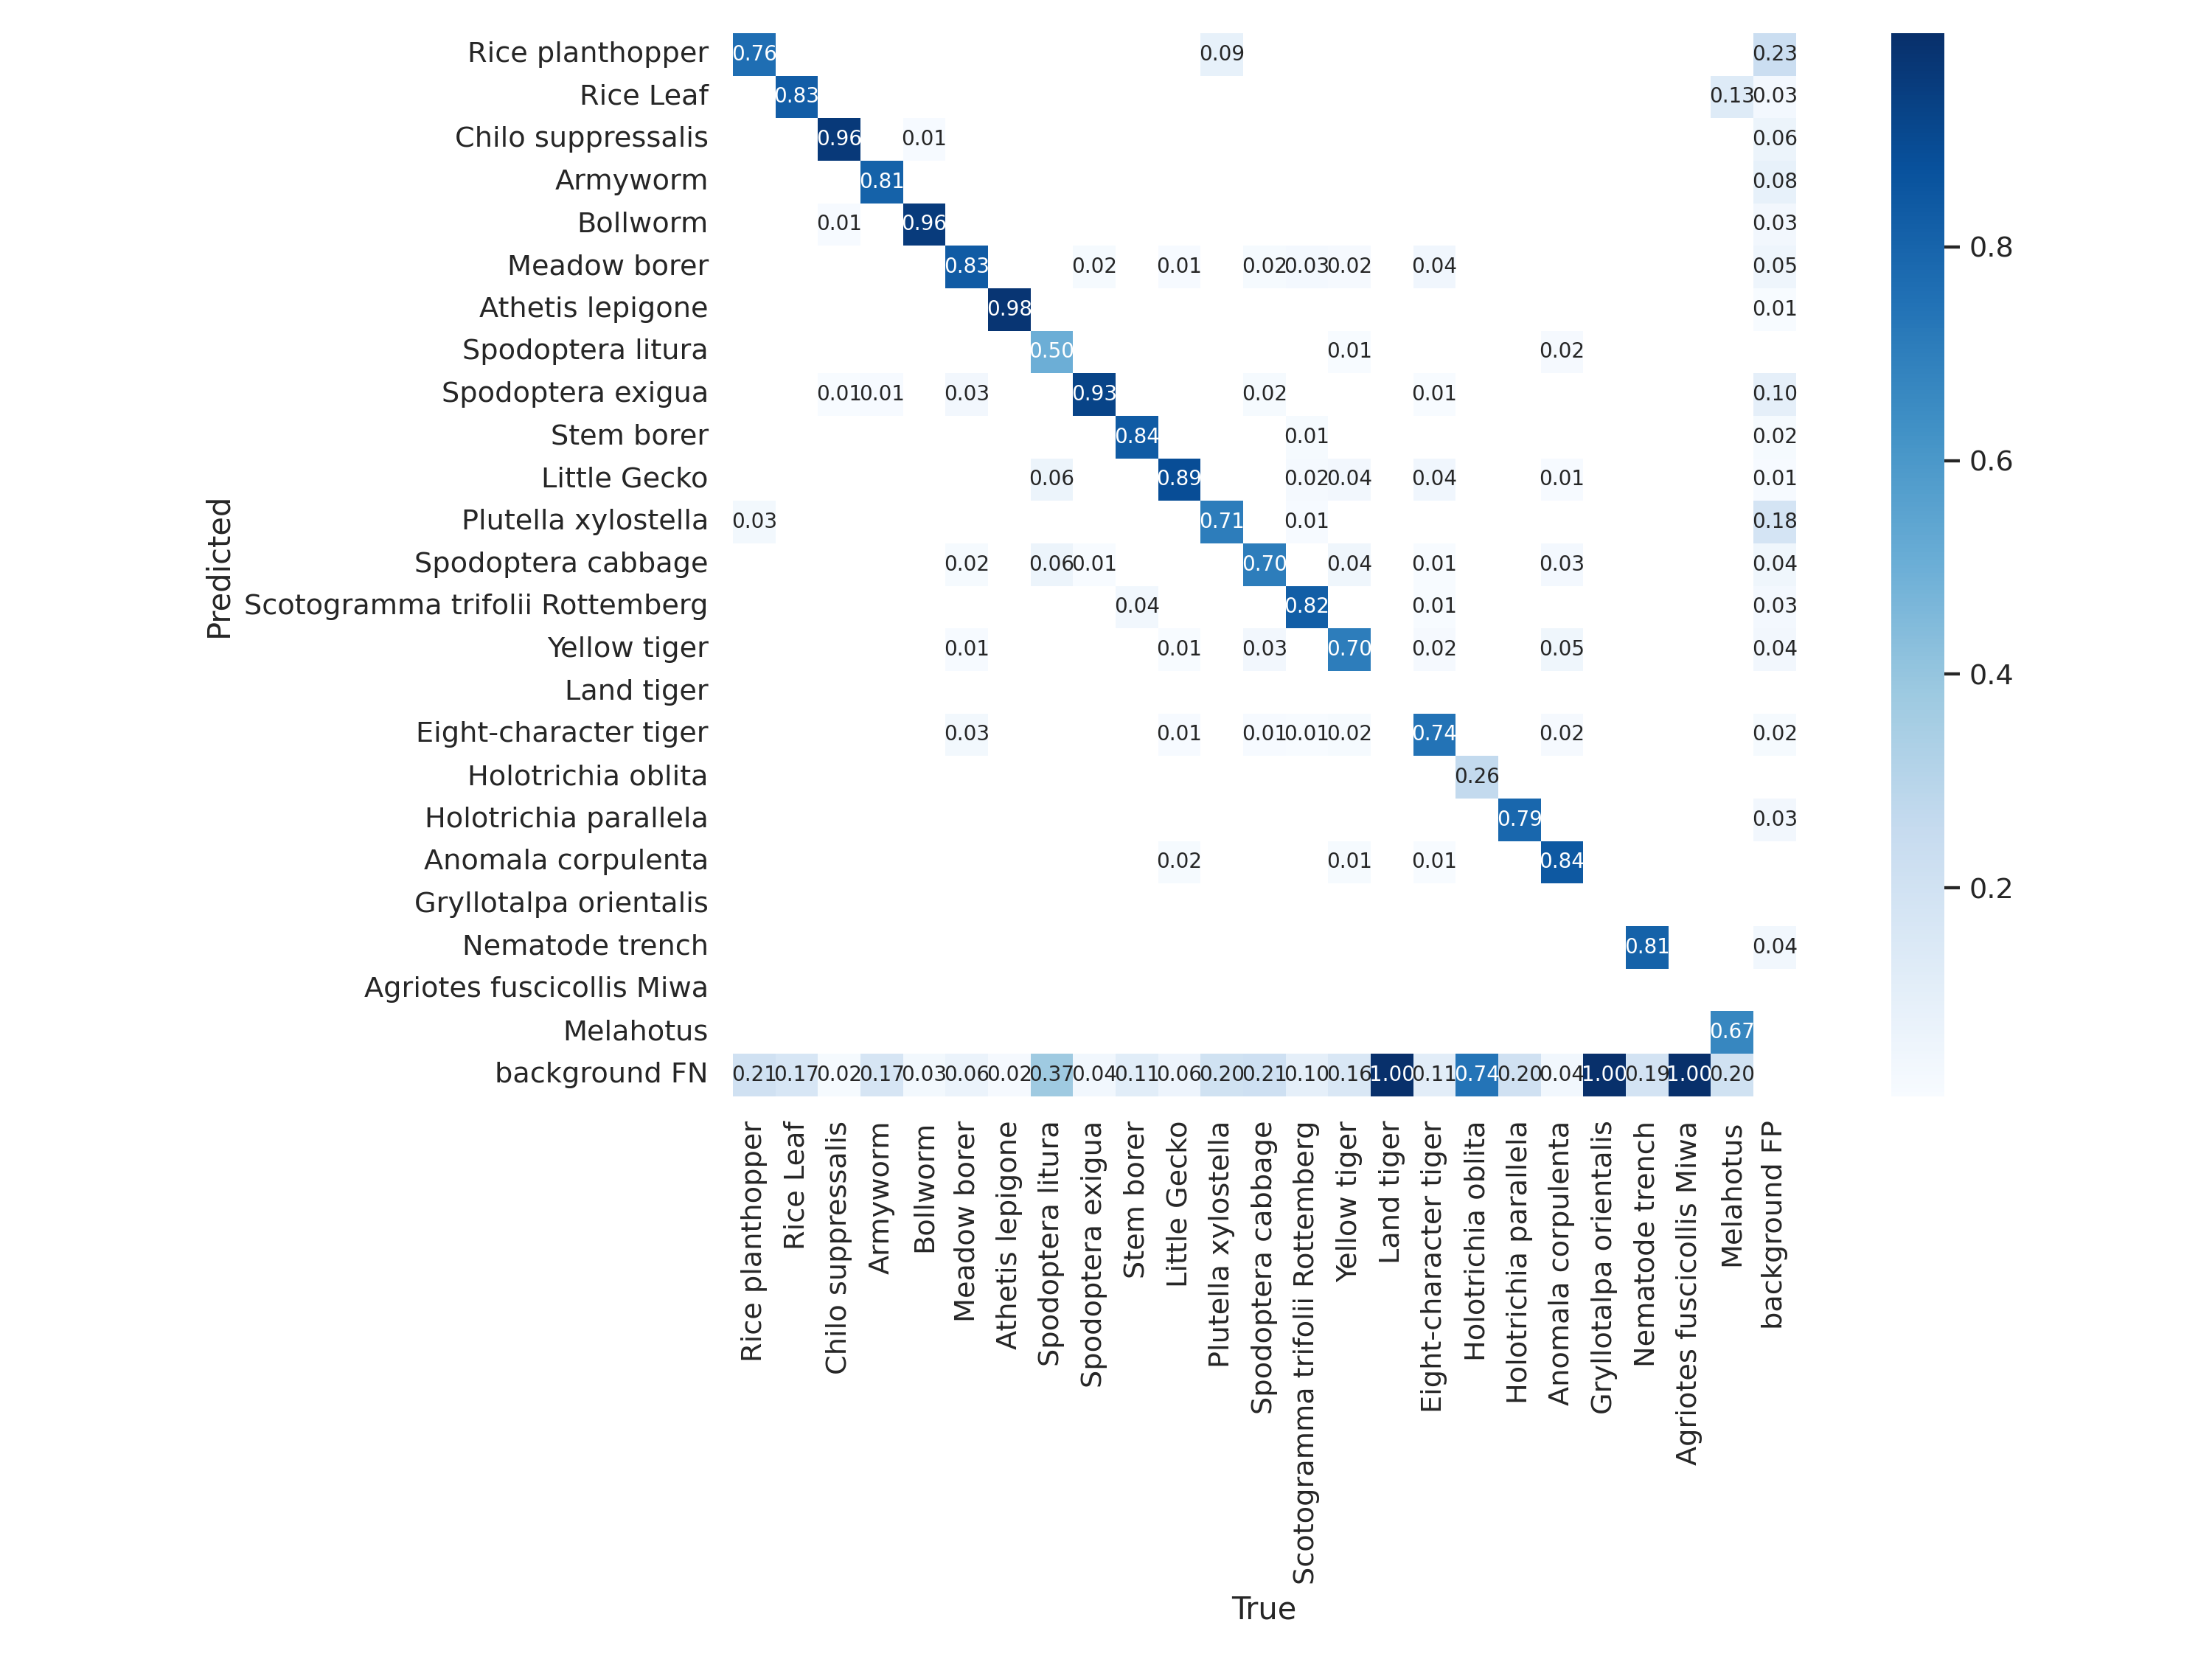 Rice planthopper 0.76 0.09 0.23
Rice Leaf 0.83 0.13 0.03
Chilo suppressalis 0.96 0.01 0.06
Armyworm 0.81 0.08
Bollworm 0.01 0.96 0.03
0.8
Meadow borer 0.83 0.02 0.01 0.02 0.03 0.02 0.04 0.05
Athetis lepigone 0.98 0.01
Spodoptera litura 0.50 0.01 0.02
Spodoptera exigua 0.01 0.01 0.03 0.93 0.02 0.01 0.10
Stem borer 0.84 0.01 0.02
0.6
Little Gecko 0.06 0.89 0.02 0.04 0.04 0.01 0.01
Plutella xylostella 0.03 0.71 0.01 0.18
Predicted
Spodoptera cabbage 0.02 0.06 0.01 0.70 0.04 0.01 0.03 0.04
Scotogramma trifolii Rottemberg 0.04 0.82 0.01 0.03
Yellow tiger 0.01 0.01 0.03 0.70 0.02 0.05 0.04
0.4
Land tiger
Eight-character tiger 0.03 0.01 0.01 0.01 0.02 0.74 0.02 0.02
Holotrichia oblita 0.26
Holotrichia parallela 0.79 0.03
Anomala corpulenta 0.02 0.01 0.01 0.84
0.2
Gryllotalpa orientalis
Nematode trench 0.81 0.04
Agriotes fuscicollis Miwa
Melahotus 0.67
background FN 0.21 0.17 0.02 0.17 0.03 0.06 0.02 0.37 0.04 0.11 0.06 0.20 0.21 0.10 0.16 1.00 0.11 0.74 0.20 0.04 1.00 0.19 1.00 0.20
Rice planthopper
Rice Leaf
Chilo suppressalis
Armyworm
Bollworm
Meadow borer
Athetis lepigone
Spodoptera litura
Spodoptera exigua
Stem borer
Little Gecko
Plutella xylostella
Spodoptera cabbage
Scotogramma trifolii Rottemberg
Yellow tiger
Land tiger
Eight-character tiger
Holotrichia oblita
Holotrichia parallela
Anomala corpulenta
Gryllotalpa orientalis
Nematode trench
Agriotes fuscicollis Miwa
Melahotus
background FP
True